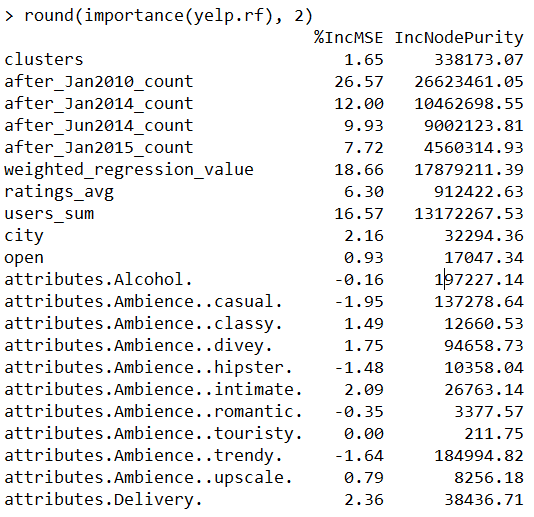 > round(importance(yelp.rf), 2)
%IncMSE IncNodePurity
clusters 1.65 338173.07
after_Jan2010_count 26.57 26623461.05
after_Jan2014_count 12.00 10462698.55
after_Jun2014_count 9.93 9002123.81
after_Jan2015_count 7.72 4560314.93
weighted_regression_value 18.66 17879211.39
ratings_avg 6.30 912422.63
users_sum 16.57 13172267.53
city 2.16 32294.36
open 0.93 17047.34
attributes.Alcohol. -0.16 197227.14
attributes.Ambience..casual. -1.95 137278.64
attributes.Ambience..classy. 1.49 12660.53
attributes.Ambience..divey. 1.75 94658.73
attributes.Ambience..hipster. -1.48 10358.04
attributes.Ambience..intimate. 2.09 26763.14
attributes.Ambience..romantic. -0.35 3377.57
attributes.Ambience..touristy. 0.00 211.75
attributes.Ambience..trendy. -1.64 184994.82
attributes.Ambience..upscale. 0.79 8256.18
attributes.Delivery. 2.36 38436.71